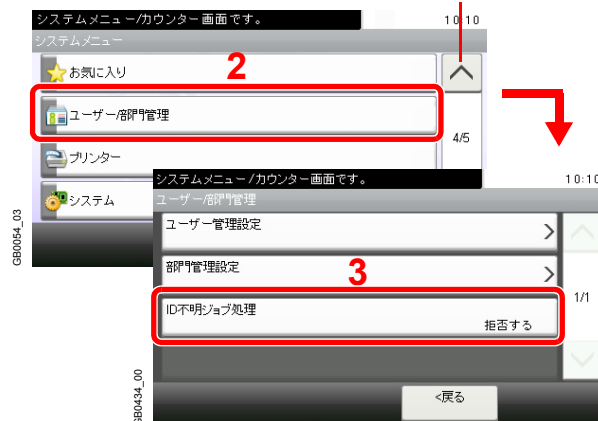 システムメニュー/カウンター画面です。
10:10
システムメニュー
お気に入り
2
ユーザー/部門管理
4/5
プリンター
システム
GB0054_03
システムメニュー/カウンター画面です。
10:10
ユーザー/部門管理
ユーザー管理設定
部門管理設定
3
ID不明ジョブ処理
拒否する
1/1
<戻る
GB0434_00